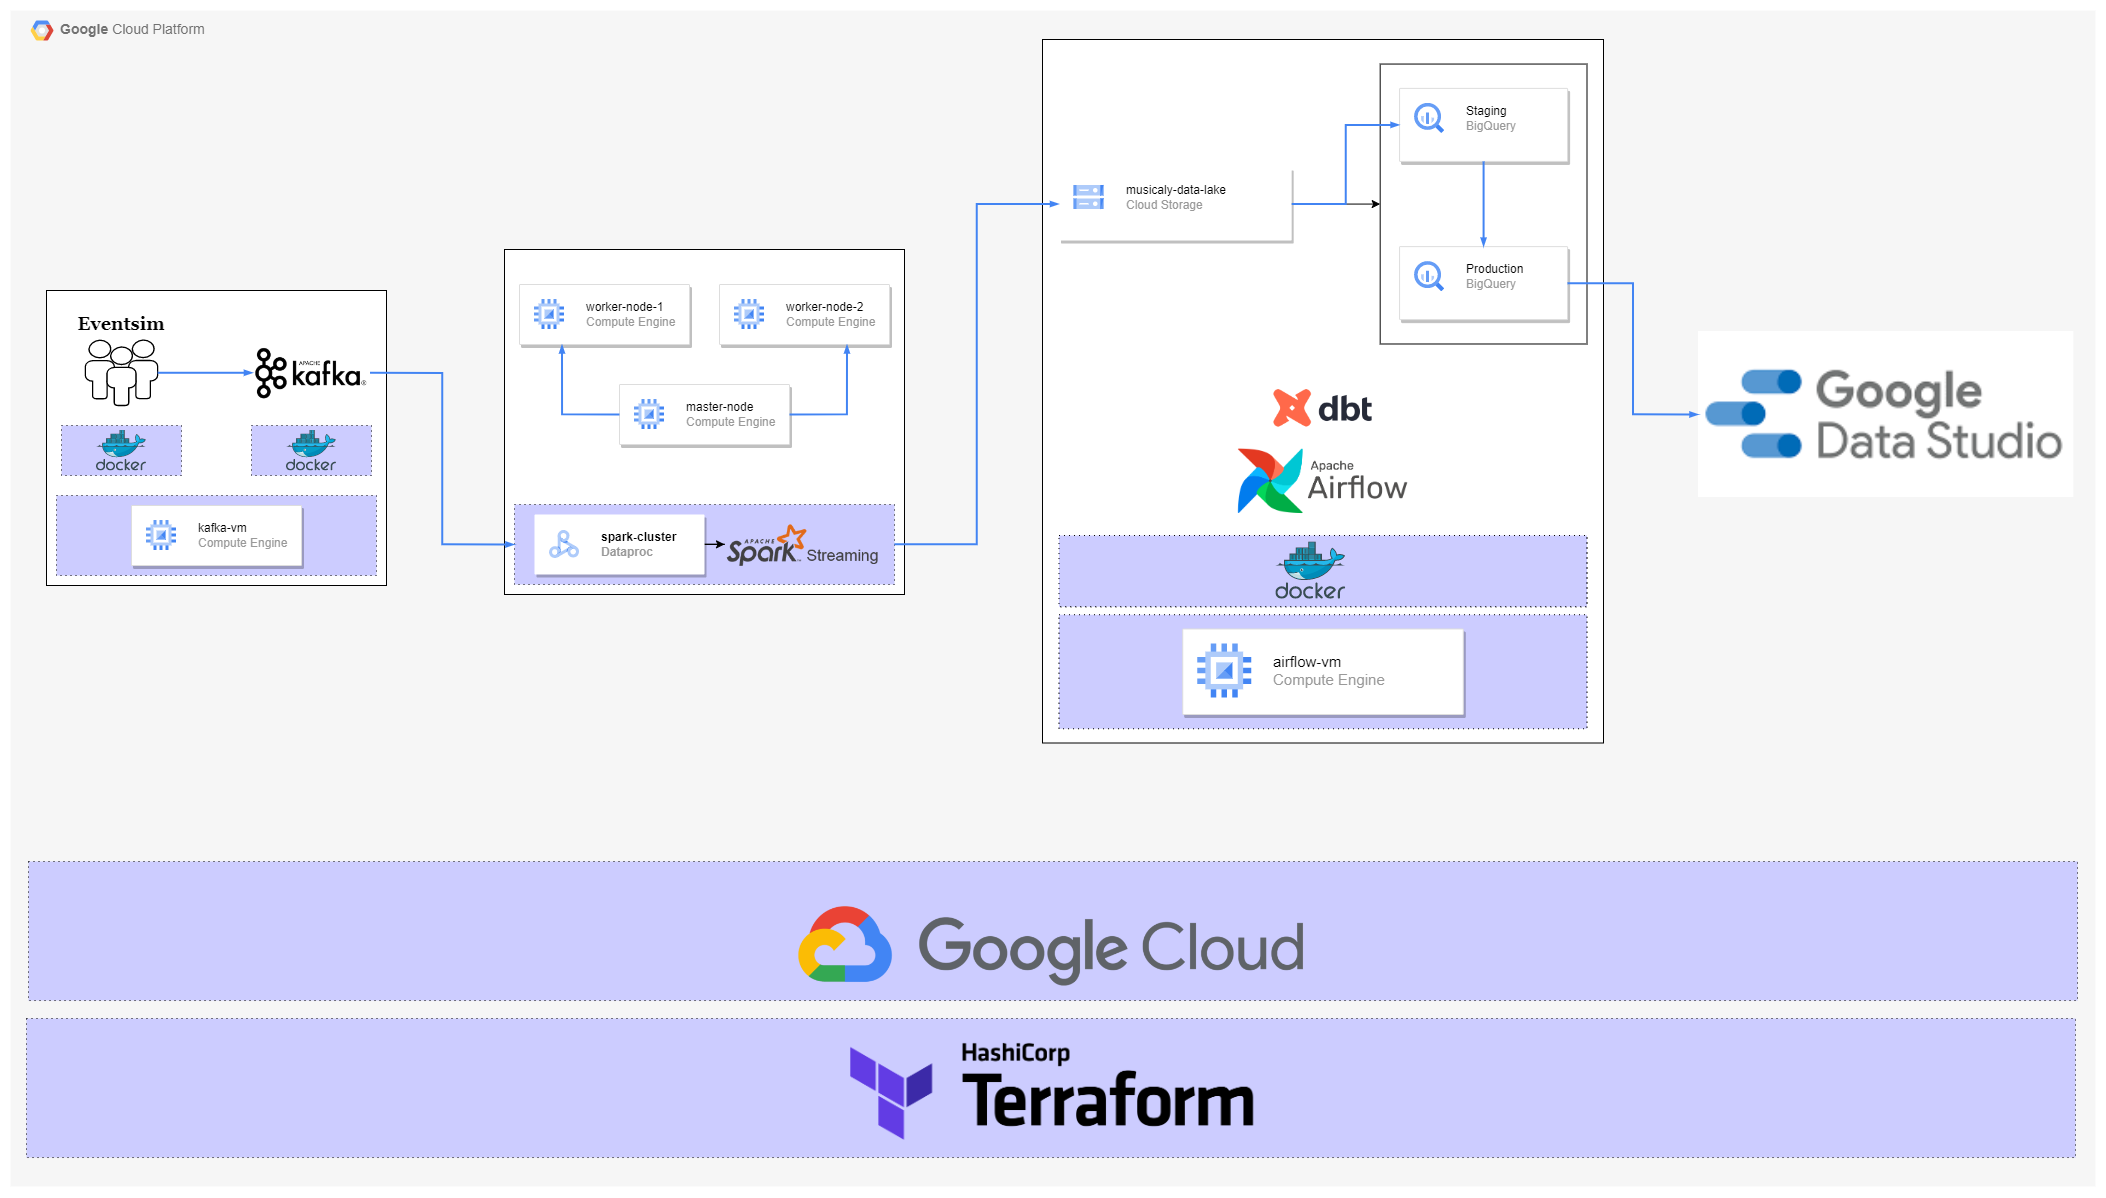 Google Cloud Platform
Eventsim
APACHE
kafka®
docker
docker
kafka-vm
Compute Engine
worker-node-1
Compute Engine
worker-node-2
Compute Engine
master-node
Compute Engine
spark-cluster
Dataproc
APACHE
Spark™ Streaming
musicaly-data-lake
Cloud Storage
Staging
BigQuery
Production
BigQuery
dbt
Apache
Airflow
docker
airflow-vm
Compute Engine
Google
Data Studio
Google Cloud
HashiCorp
Terraform